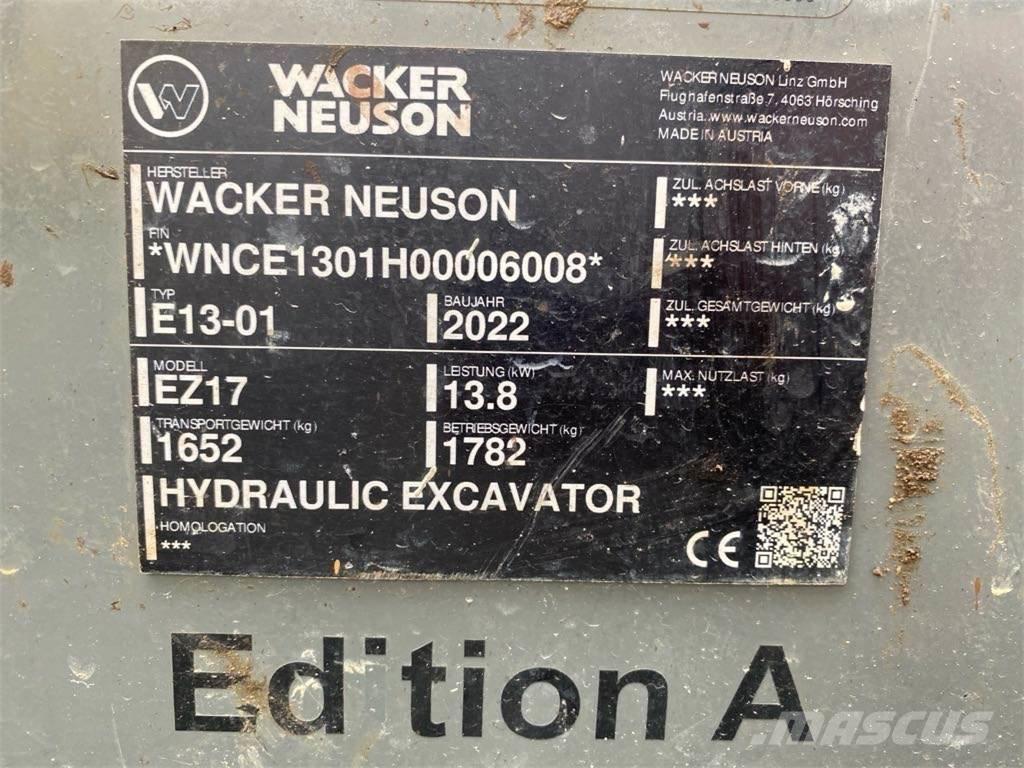 WACKER
NEUSON
WACKER NEUSON Linz GmbH
Flughafenstraße 7, 4063 Hörsching
Austria, www.wackerneuson.com
MADE IN AUSTRIA
HERSTELLER
WACKER NEUSON
FIN
*WNCE1301H00006008*
TYP
E13-01
BAUJAHR
2022
ZUL. ACHSLAST VORNE (kg)
***
ZUL. ACHSLAST HINTEN (kg)
***
ZUL. GESAMTGEWICHT (kg)
***
MODELL
EZ17
LEISTUNG (kW)
13.8
MAX. NUTZLAST (kg)
***
TRANSPORTGEWICHT (kg)
1652
BETRIEBSGEWICHT (kg)
1782
HYDRAULIC EXCAVATOR
HOMOLOGATION
***
CE
Edition A
MASCUS